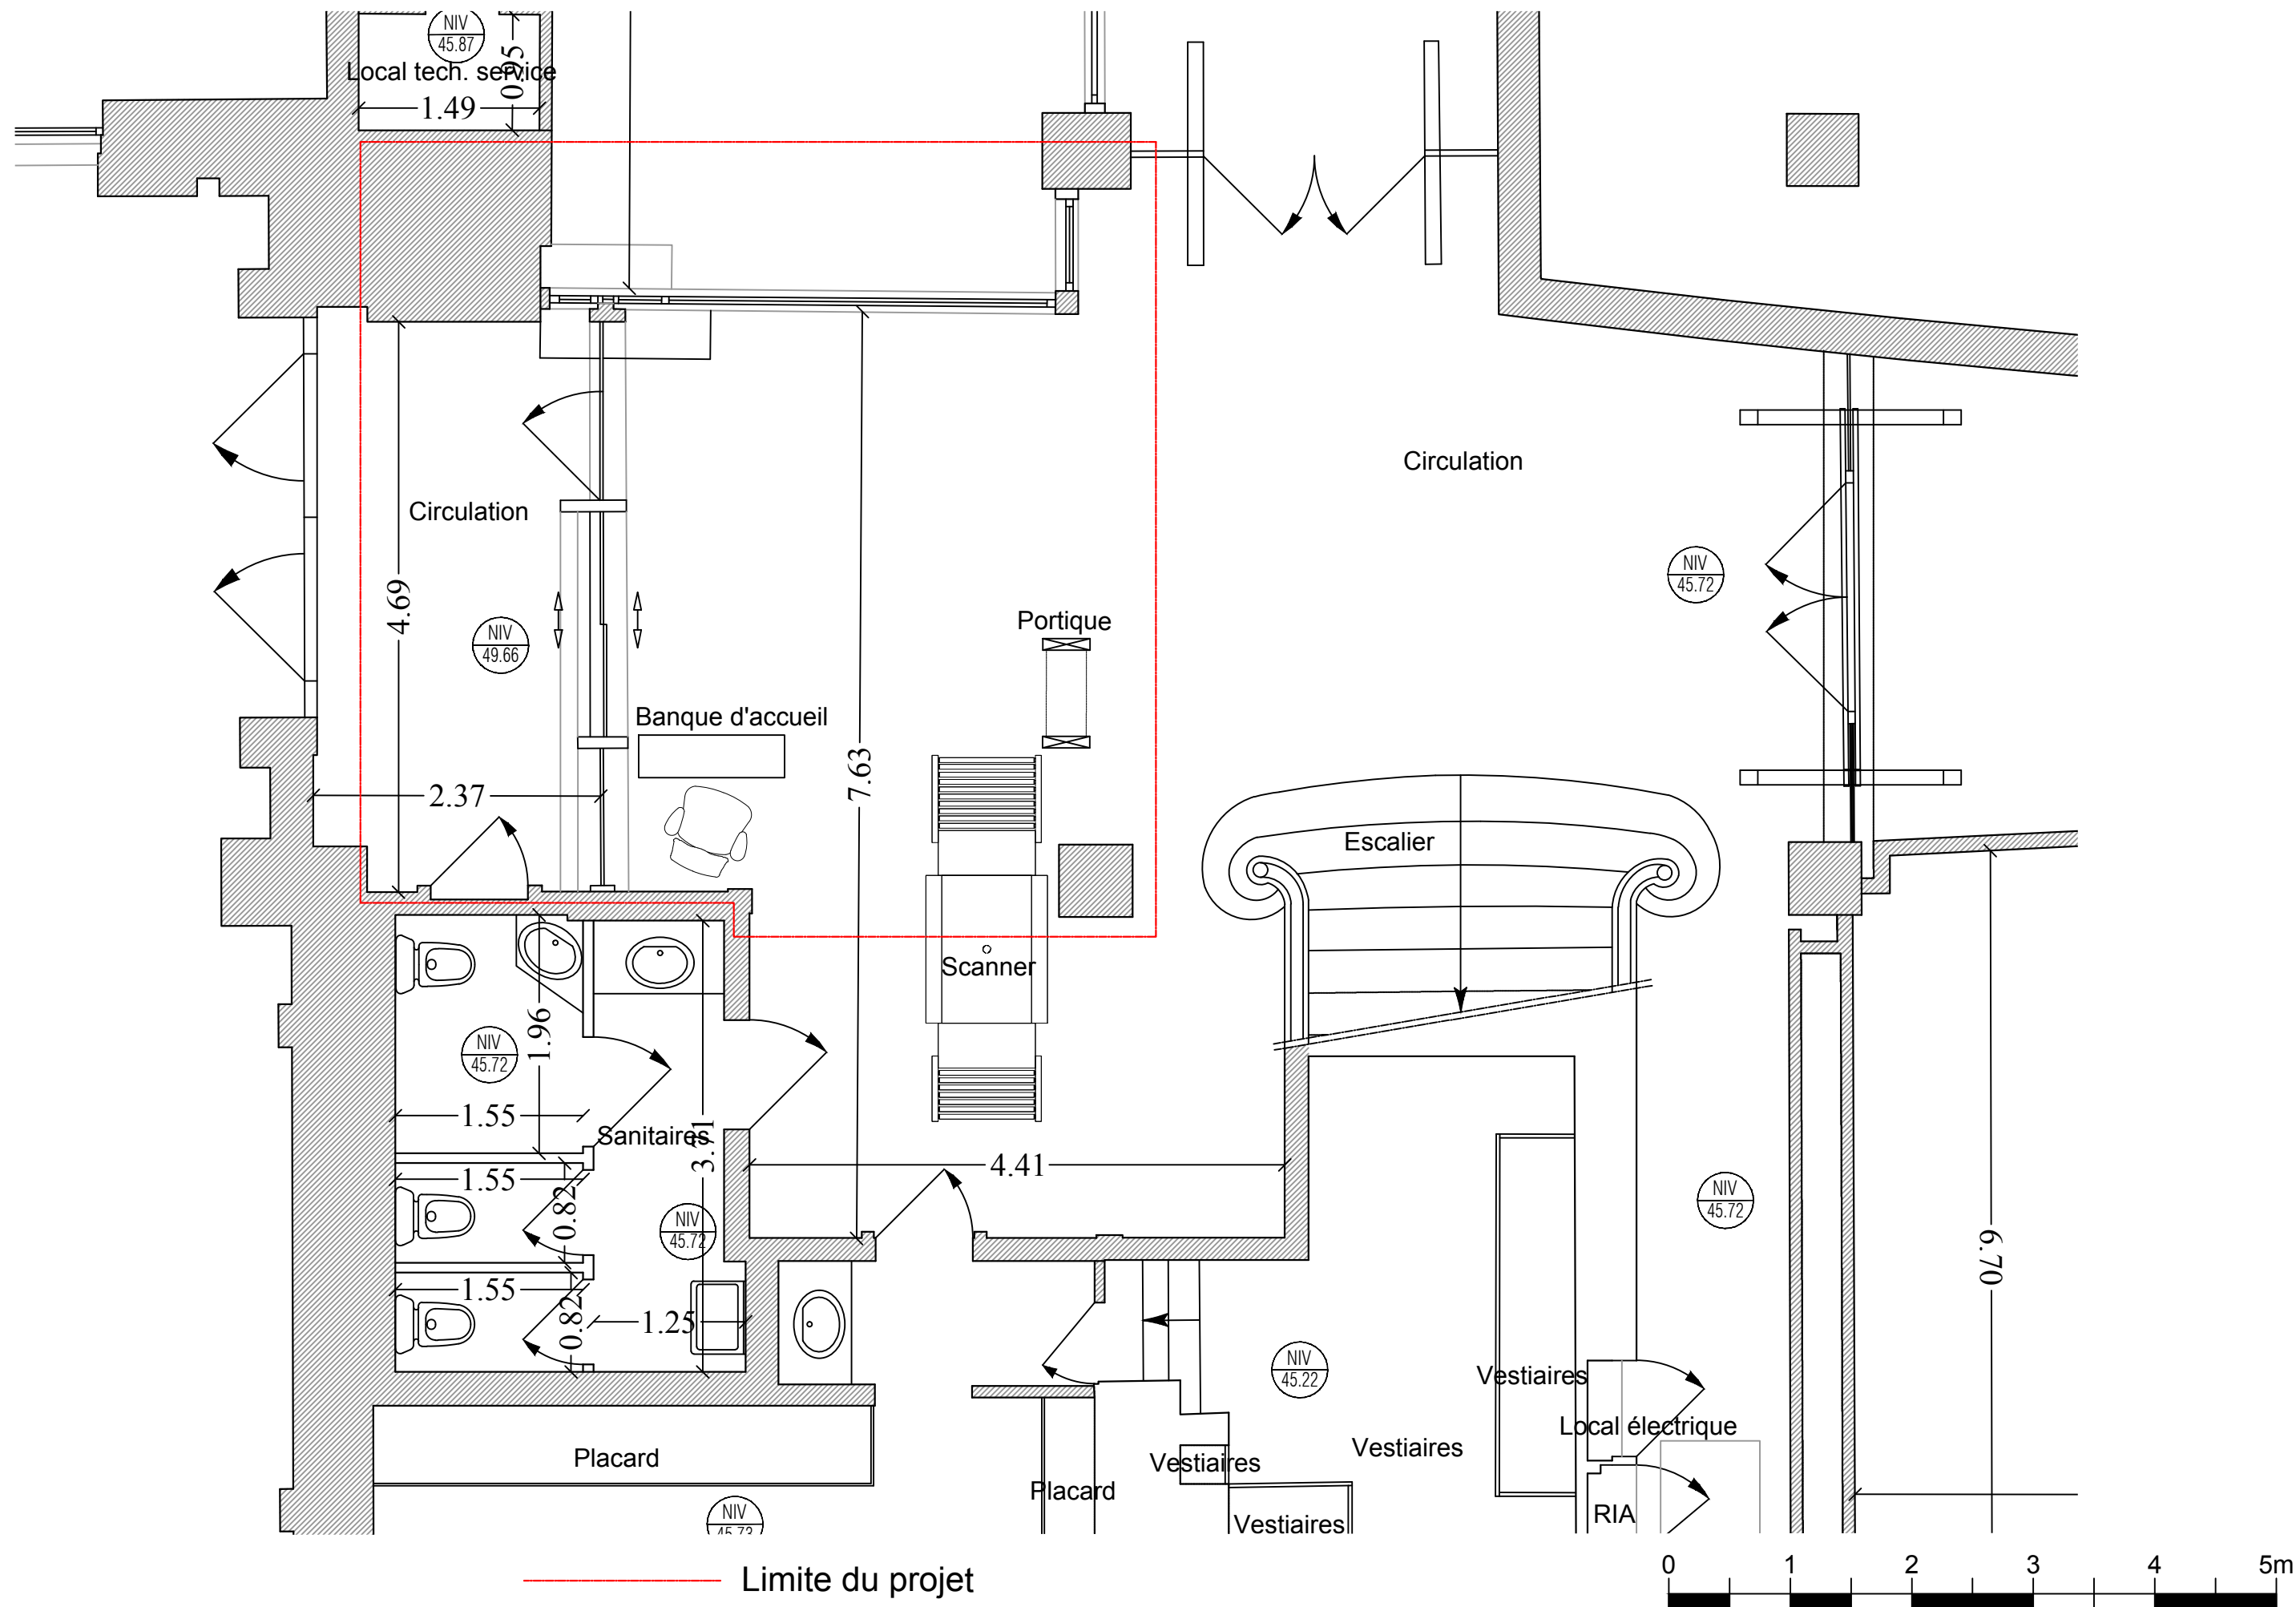 NIV
45.87
0.95
Local tech. service
1.49
Circulation
Circulation
4.69
NIV
45.72
NIV
49.66
Portique
Banque d'accueil
7.63
2.37
Escalier
Scanner
1.96
NIV
45.72
1.55
Sanitaires
3.71
4.41
1.55
0.82
NIV
45.72
NIV
45.72
6.70
1.55
0.82
1.25
NIV
45.22
Vestiaires
Local électrique
Placard
Vestiaires
Vestiaires
Placard
RIA
NIV
45.73
Vestiaires
Limite du projet
0 1 2 3 4 5m